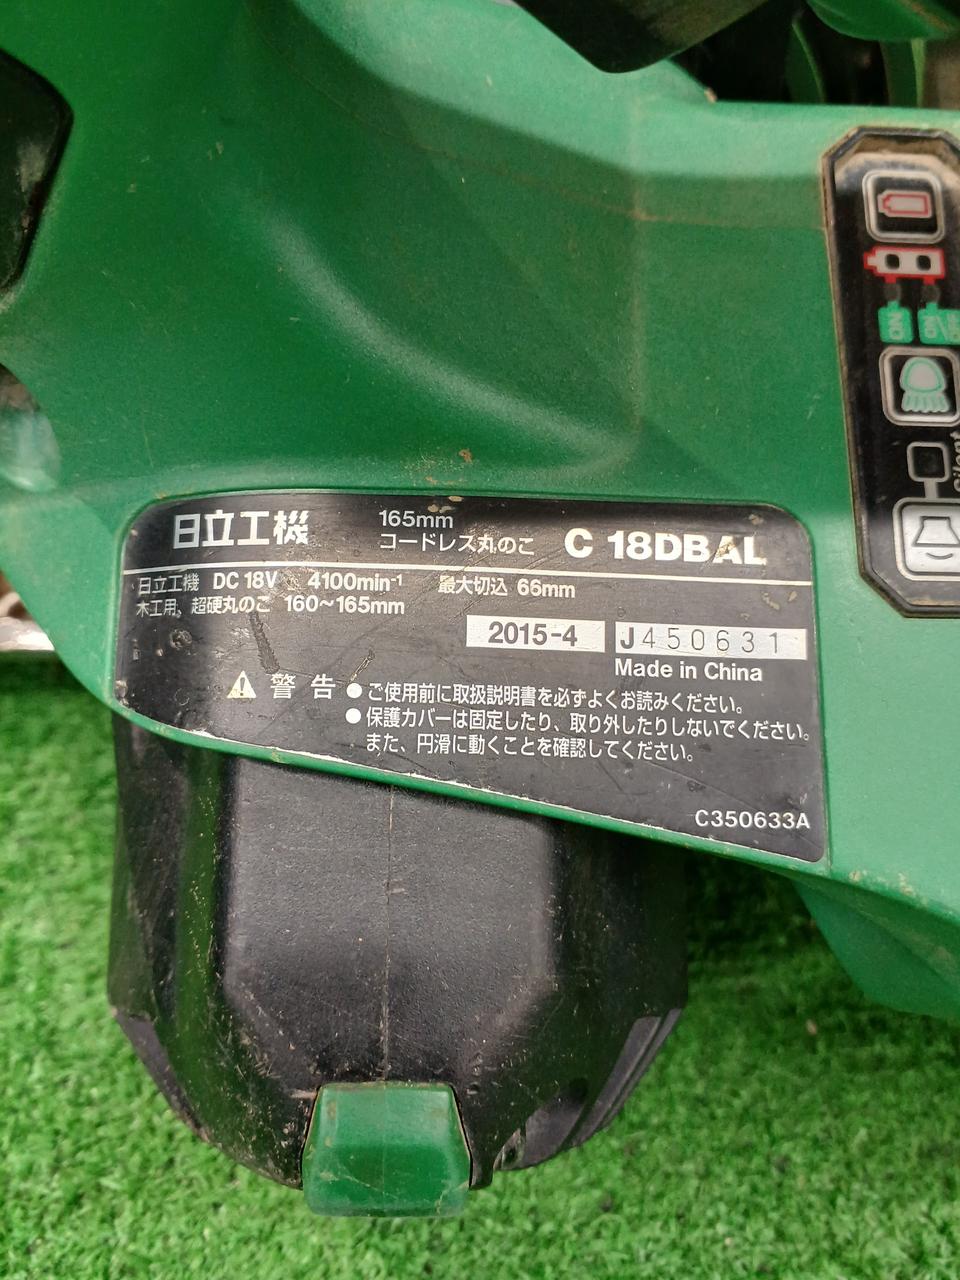 日立工機 165mm コードレス丸のこ C 18DBAL
日立工機 DC 18V 4100min⁻¹ 最大切込 66mm
木工用、超硬丸のこ 160～165mm
2015-4 J450631
Made in China
警告 ●ご使用前に取扱説明書を必ずよくお読みください。
●保護カバーは固定したり、取り外したりしないでください。
また、円滑に動くことを確認してください。
C350633A
Silent